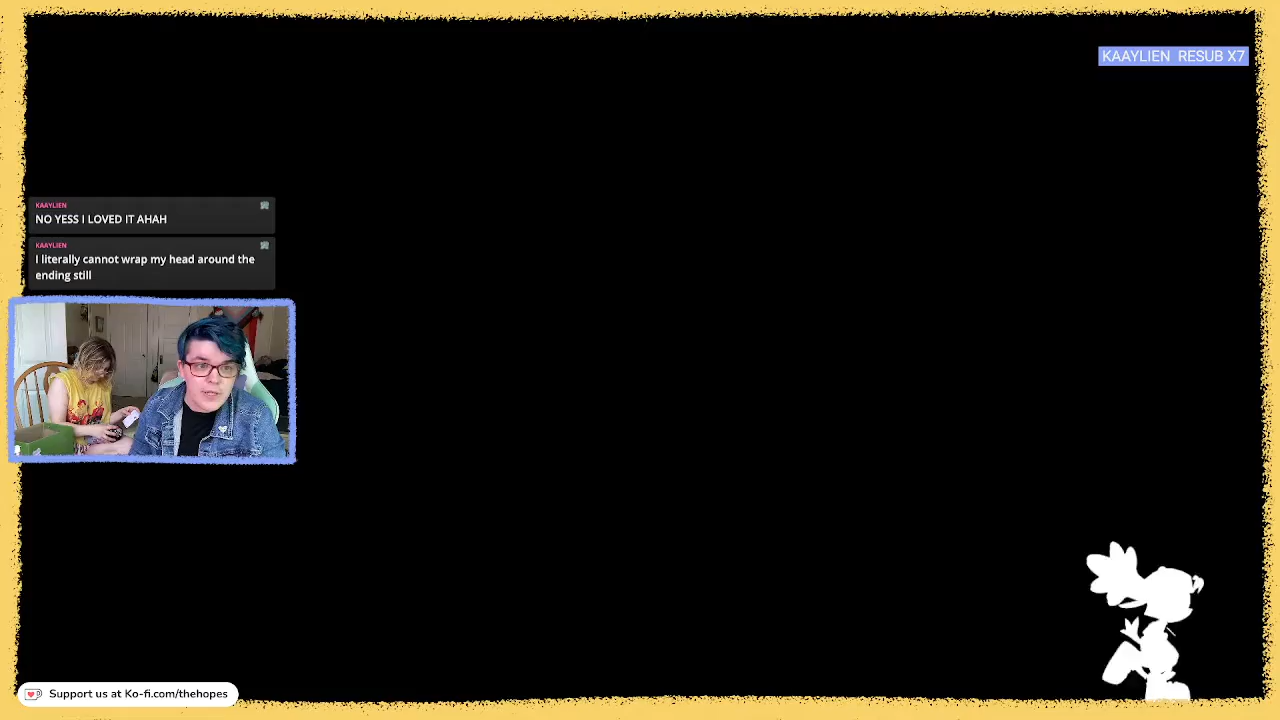 KAAYLIEN RESUB X7
KAAYLIEN
NO YESS I LOVED IT AHAH
KAAYLIEN
I literally cannot wrap my head around the
ending still
Support us at Ko-fi.com/thehopes